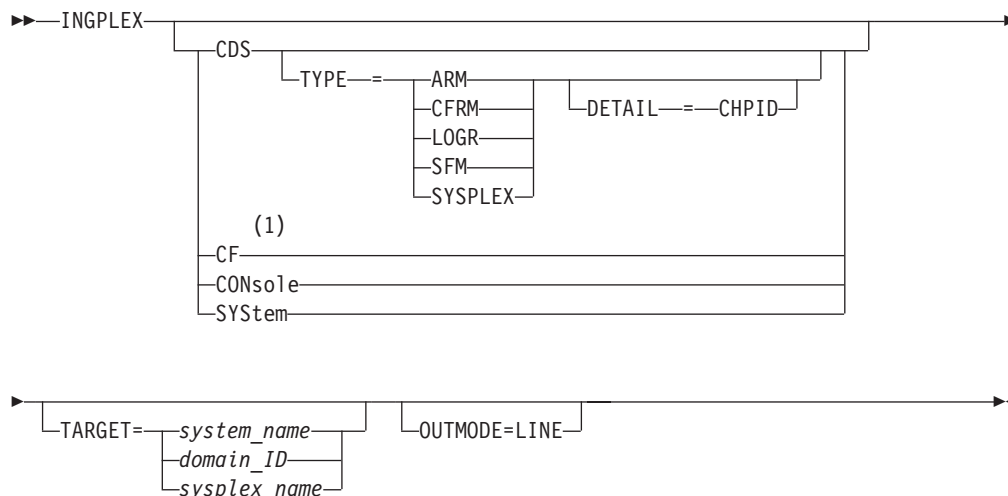 INGPLEX
CDS
TYPE = ARM
CFRM DETAIL = CHPID
LOGR
SFM
SYSPLEX
(1)
CF
CONsole
SYStem
TARGET= system_name OUTMODE=LINE
domain_ID
sysplex_name